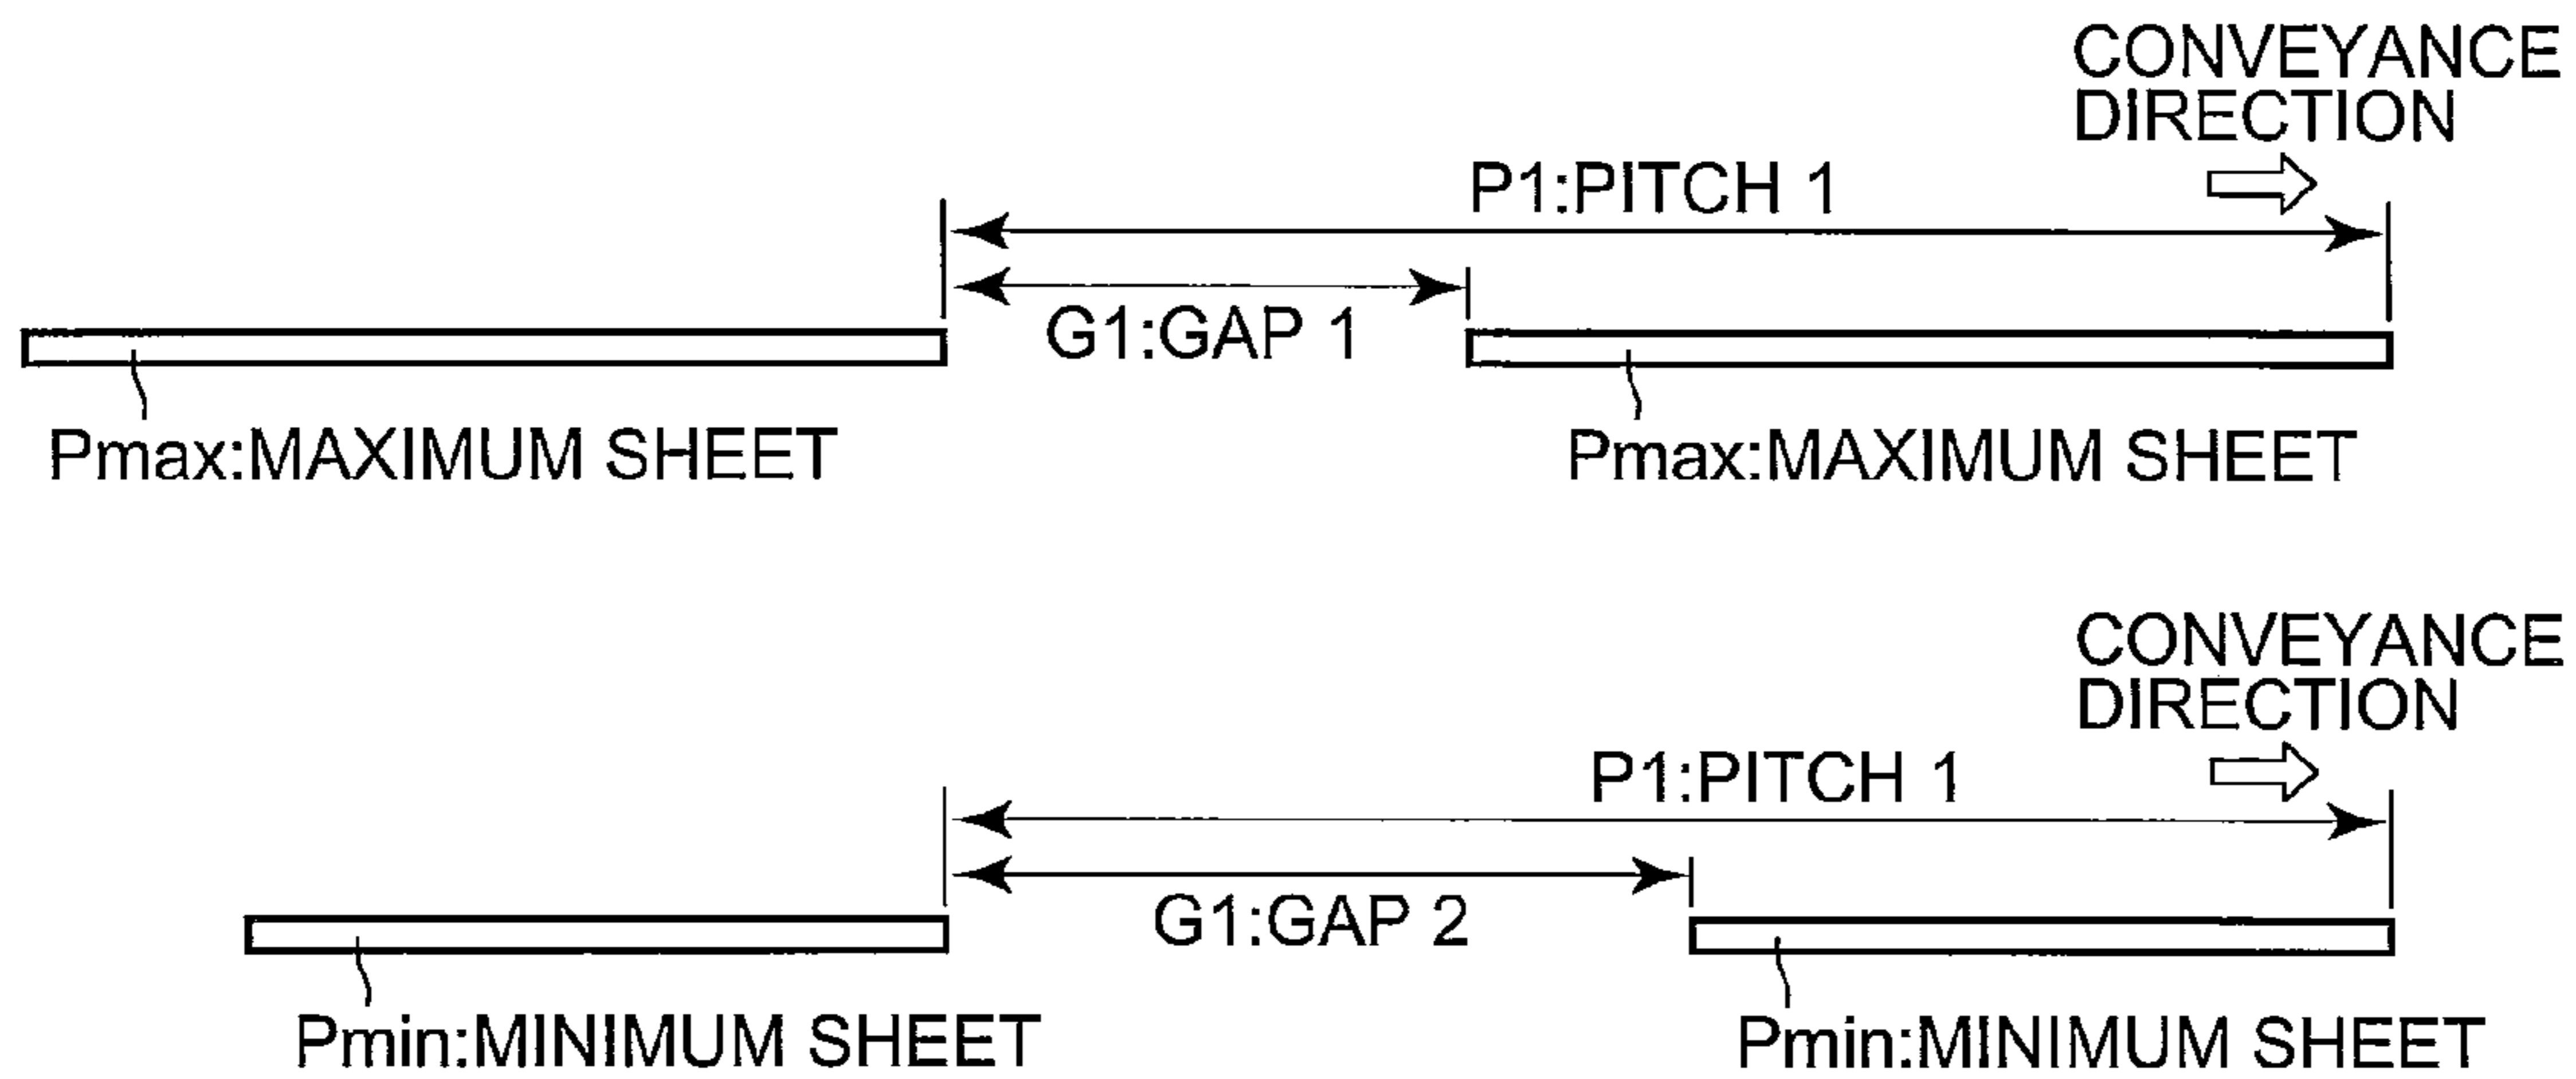 CONVEYANCE
DIRECTION
P1:PITCH 1
G1:GAP 1
Pmax:MAXIMUM SHEET
Pmax:MAXIMUM SHEET
CONVEYANCE
DIRECTION
P1:PITCH 1
G1:GAP 2
Pmin:MINIMUM SHEET
Pmin:MINIMUM SHEET